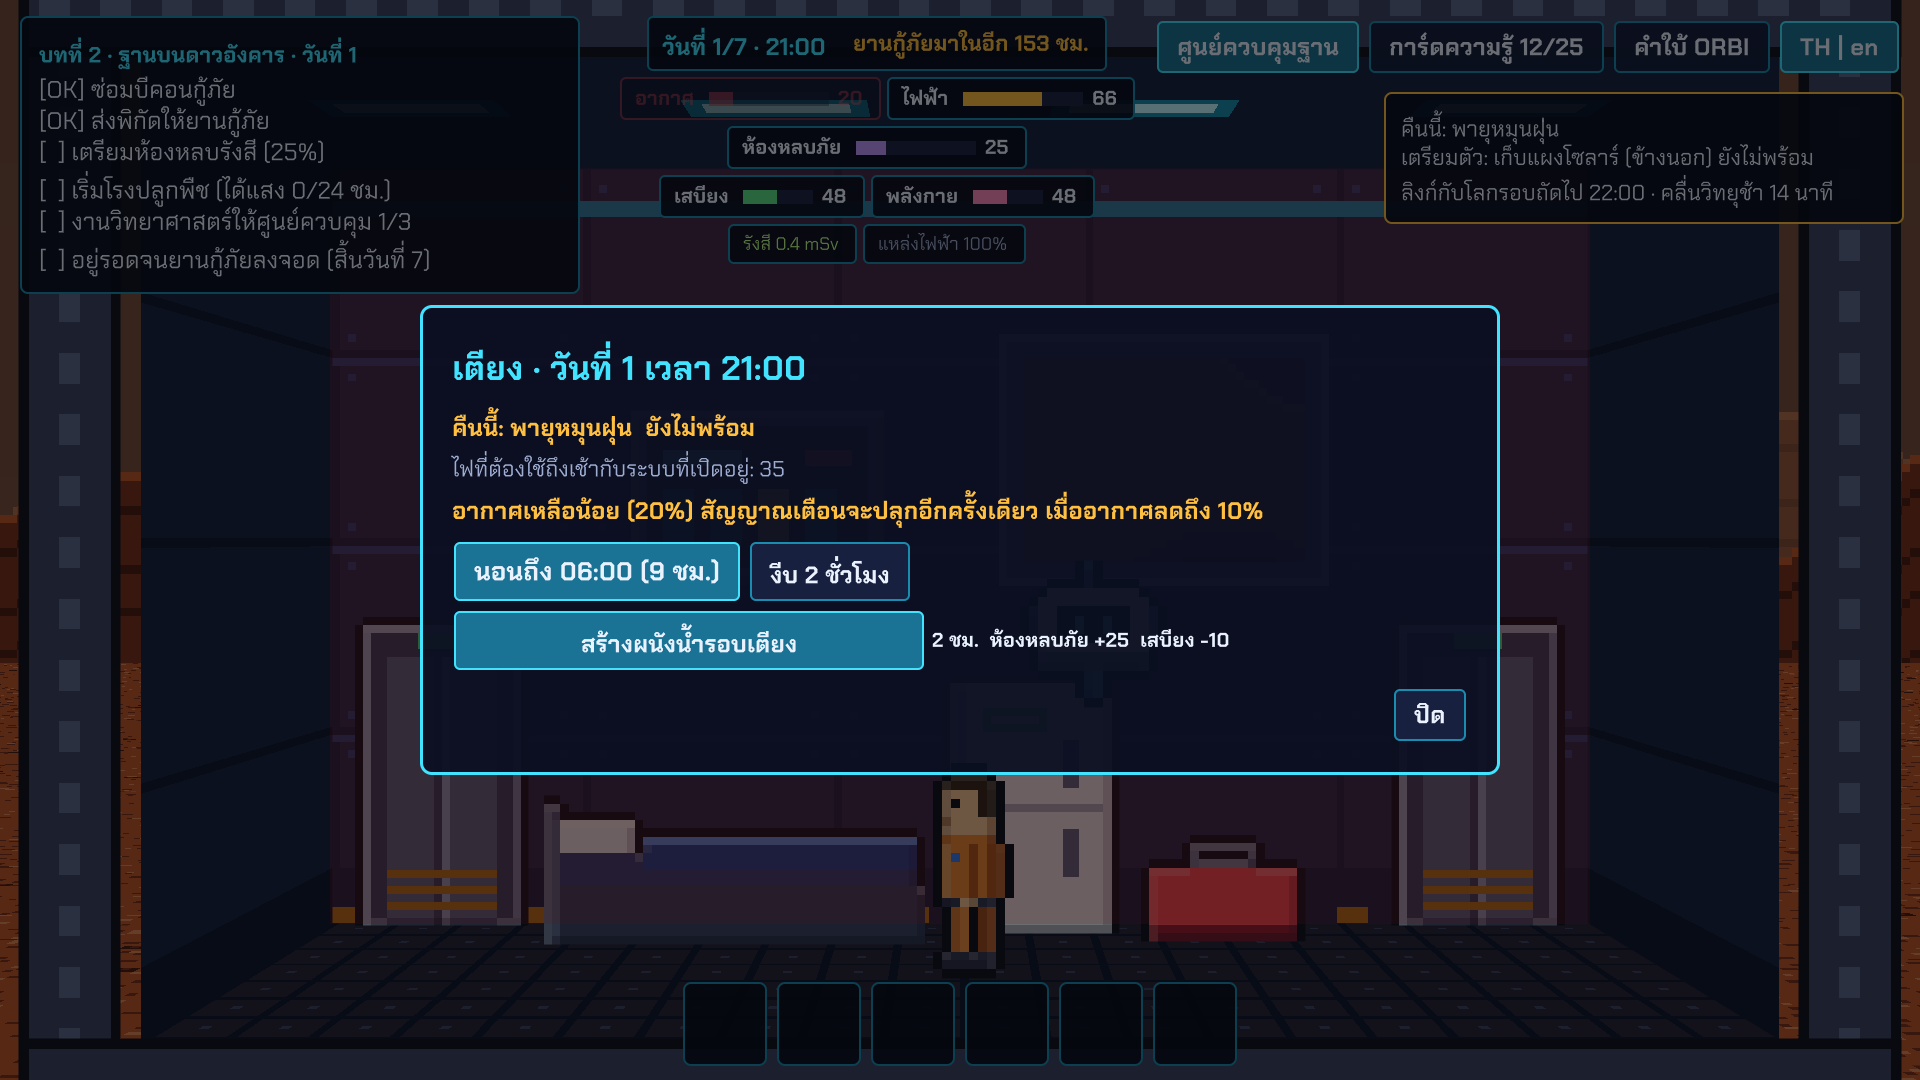 บทที่ 2 · ฐานบนดาวอังคาร · วันที่ 1
[OK] ซ่อมบีคอนกู้ภัย
[OK] ส่งพิกัดให้ยานกู้ภัย
[ ] เตรียมห้องหลบรังสี (25%)
[ ] เริ่มโรงปลูกพืช (ได้แสง 0/24 ชม.)
[ ] งานวิทยาศาสตร์ให้ศูนย์ควบคุม 1/3
[ ] อยู่รอดจนยานกู้ภัยลงจอด (สิ้นวันที่ 7)
วันที่ 1/7 · 21:00 ยานกู้ภัยมาในอีก 153 ชม.
อากาศ 20 ไฟฟ้า 66
ห้องหลบภัย 25
เสบียง 48 พลังกาย 48
รังสี 0.4 mSv แหล่งไฟฟ้า 100%
ศูนย์ควบคุมฐาน การ์ดความรู้ 12/25 คำใบ้ ORBI TH | en
คืนนี้: พายุหมุนฝุ่น
เตรียมตัว: เก็บแผงโซลาร์ (ข้างนอก) ยังไม่พร้อม
ลิงก์กับโลกรอบถัดไป 22:00 · คลื่นวิทยุช้า 14 นาที
เตียง · วันที่ 1 เวลา 21:00
คืนนี้: พายุหมุนฝุ่น ยังไม่พร้อม
ไฟที่ต้องใช้ถึงเช้ากับระบบที่เปิดอยู่: 35
อากาศเหลือน้อย (20%) สัญญาณเตือนจะปลุกอีกครั้งเดียว เมื่ออากาศลดถึง 10%
นอนถึง 06:00 (9 ชม.) งีบ 2 ชั่วโมง
สร้างผนังน้ำรอบเตียง 2 ชม. ห้องหลบภัย +25 เสบียง -10
ปิด